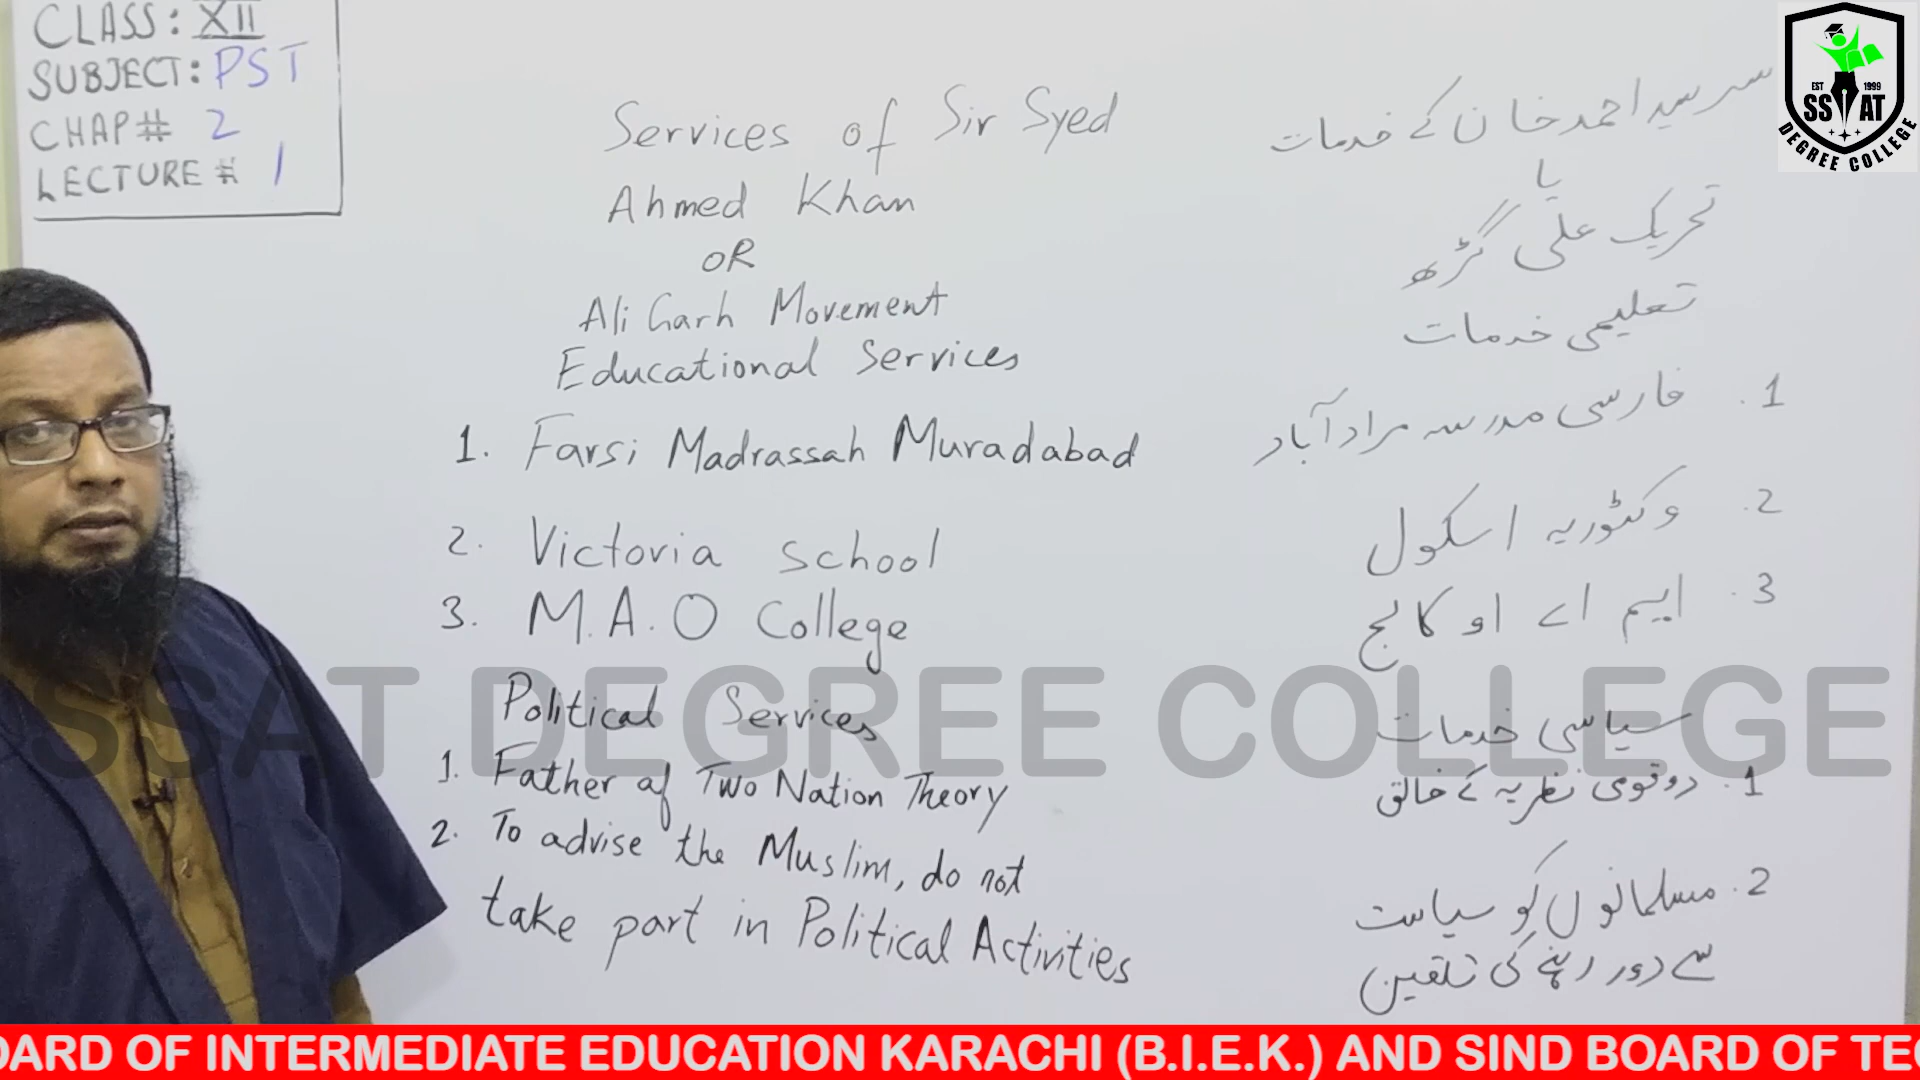 CLASS: XII
SUBJECT: PST
CHAP# 2
LECTURE # 1
Services of Sir Syed
Ahmed Khan
OR
Ali Garh Movement
Educational Services
1. Farsi Madrassah Muradabad
2. Victoria School
3. M.A.O College
Political Services
1. Father of Two Nation Theory
2. To advise the Muslim, do not
take part in Political Activities
سرسید احمد خان کے خدمات
یا
تحریک علی گڑھ
تعلیمی خدمات
1. فارسی مدرسہ مرادآباد
2. وکٹوریہ اسکول
3. ایم اے او کالج
سیاسی خدمات
1. دو قومی نظریہ کے خالق
2. مسلمانوں کو سیاست
سے دور رہنے کی تلقین
EST 1999
SSAT
DEGREE COLLEGE
SSAT DEGREE COLLEGE
OARD OF INTERMEDIATE EDUCATION KARACHI (B.I.E.K.) AND SIND BOARD OF TEC